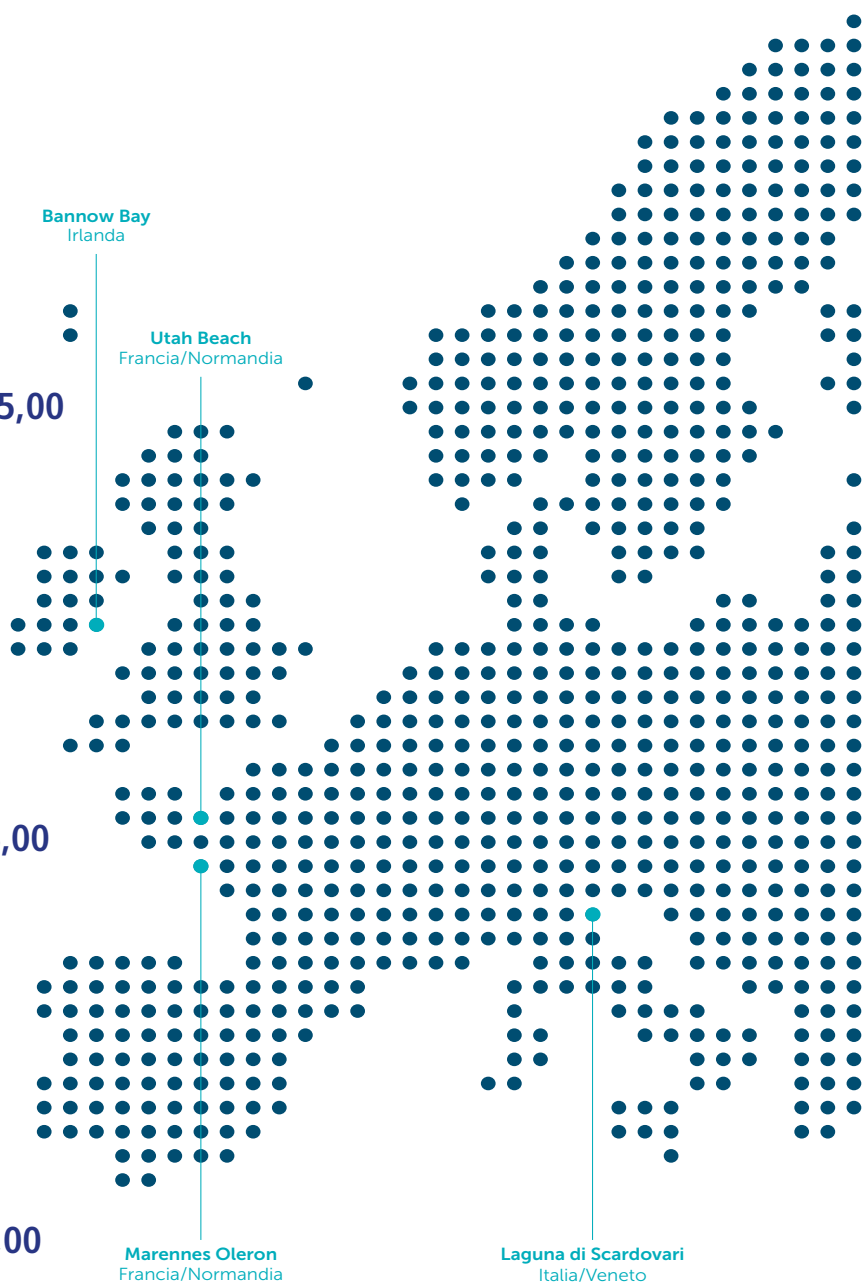 Bannow Bay
Irlanda
Utah Beach
Francia/Normandia
5,00
,00
00
Marennes Oleron
Francia/Normandia
Laguna di Scardovari
Italia/Veneto